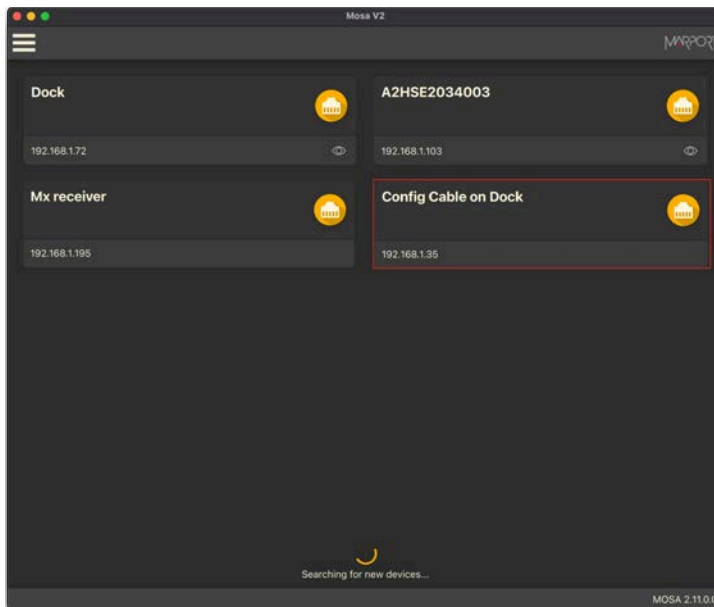 Mosa V2
MARPORT
Dock
192.168.1.72
A2HSE2034003
192.168.1.103
Mx receiver
192.168.1.195
Config Cable on Dock
192.168.1.35
Searching for new devices...
MOSA 2.11.0.0